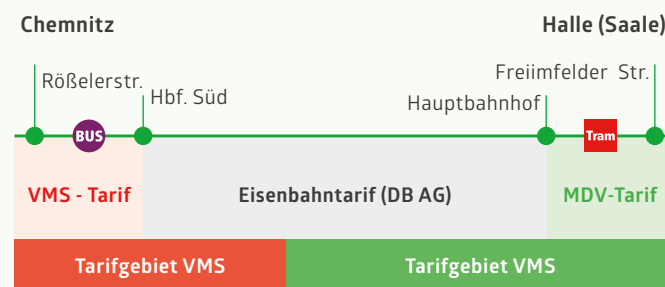 Chemnitz
Halle (Saale)
Rößelerstr.
Hbf. Süd
Freiimfelder Str.
Hauptbahnhof
BUS
Tram
VMS - Tarif
Eisenbahntarif (DB AG)
MDV-Tarif
Tarifgebiet VMS
Tarifgebiet VMS